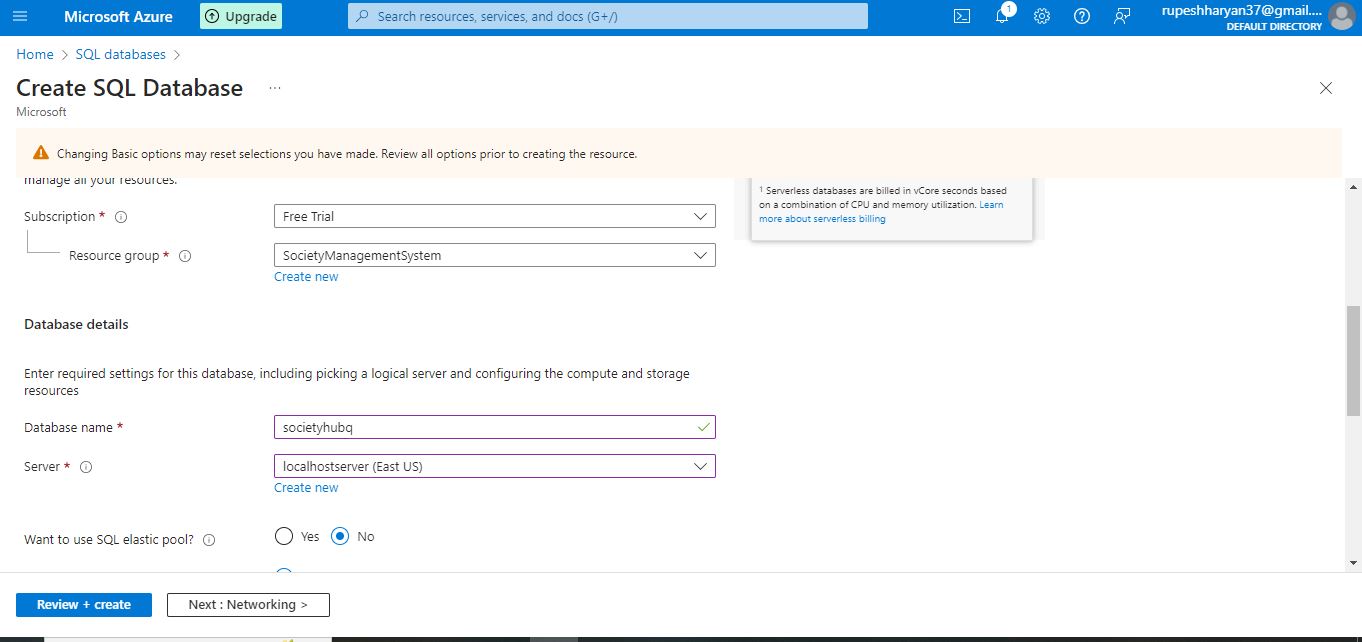 Microsoft Azure
Upgrade
Search resources, services, and docs (G+/)
1
rupeshharyan37@gmail....
DEFAULT DIRECTORY
Home > SQL databases >
Create SQL Database ...
Microsoft
Changing Basic options may reset selections you have made. Review all options prior to creating the resource.
manage all your resources.
Subscription *
Free Trial
Resource group *
SocietyManagementSystem
Create new
1 Serverless databases are billed in vCore seconds based
on a combination of CPU and memory utilization. Learn
more about serverless billing
Database details
Enter required settings for this database, including picking a logical server and configuring the compute and storage
resources
Database name *
societyhubq
Server *
localhostserver (East US)
Create new
Want to use SQL elastic pool?
Yes No
Review + create
Next : Networking >